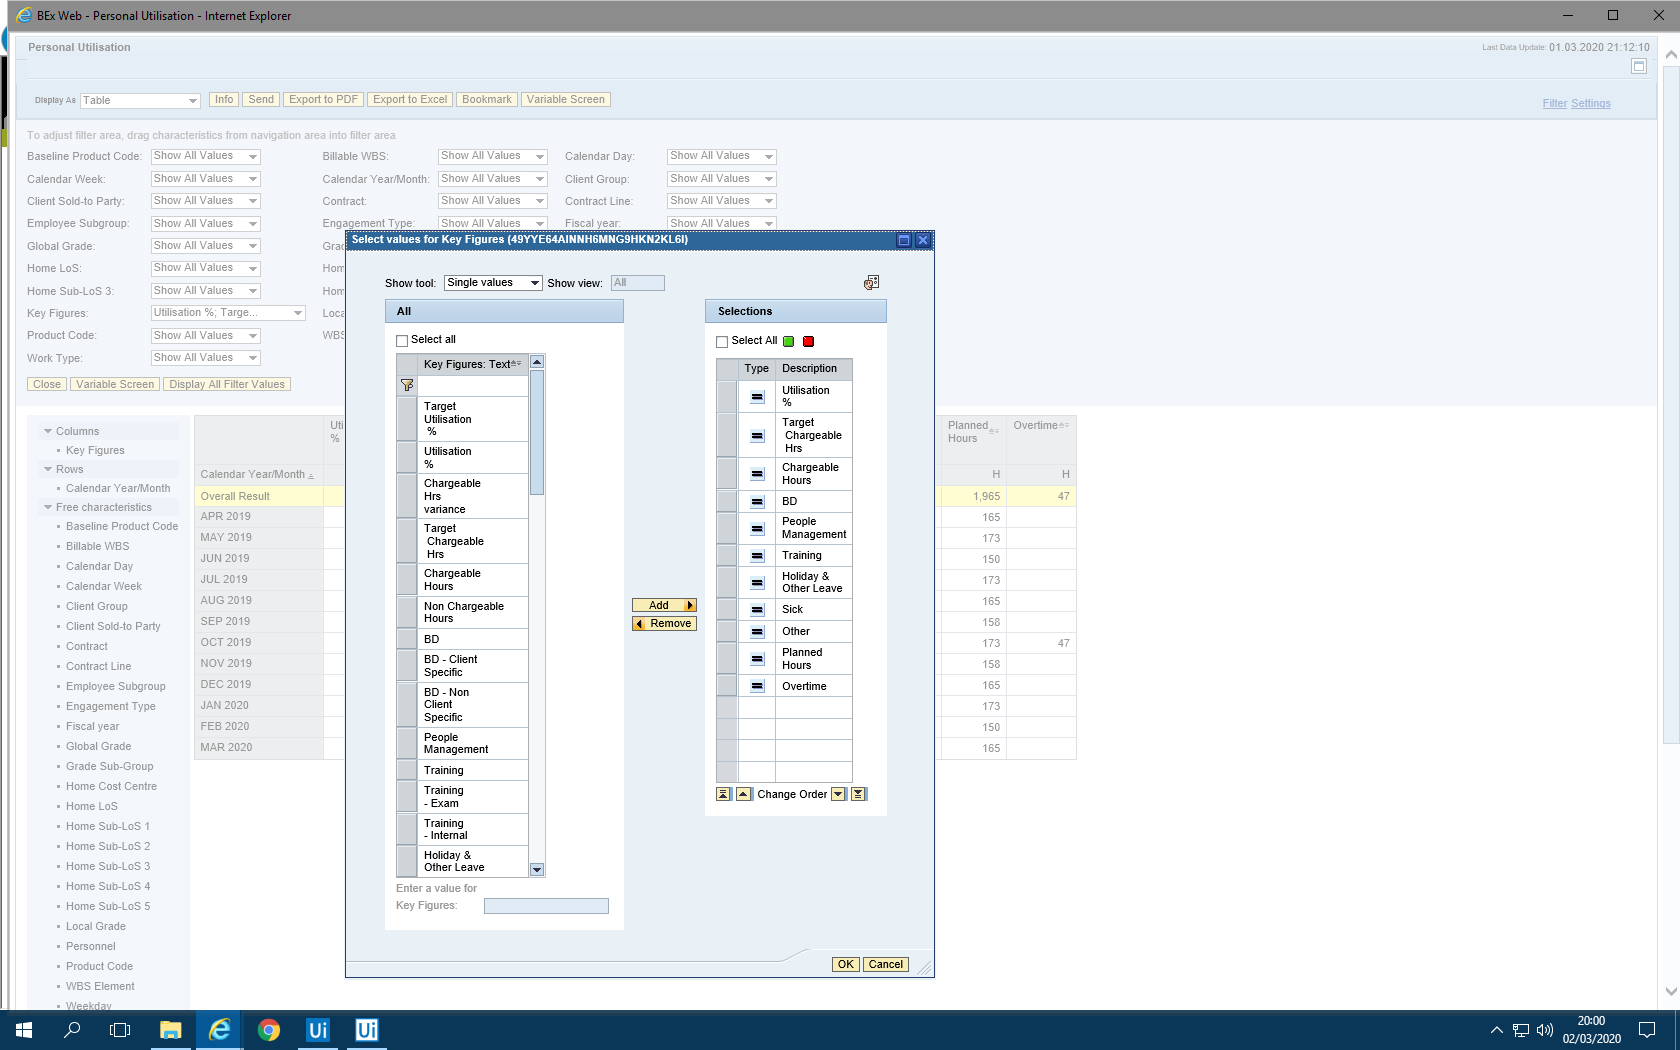 BEx Web - Personal Utilisation - Internet Explorer
Personal Utilisation
Last Data Update: 01.03.2020 21:12:10
Display As Table Info Send Export to PDF Export to Excel Bookmark Variable Screen
Filter Settings
To adjust filter area, drag characteristics from navigation area into filter area
Baseline Product Code: Show All Values Billable WBS: Show All Values Calendar Day: Show All Values
Calendar Week: Show All Values Calendar Year/Month: Show All Values Client Group: Show All Values
Client Sold-to Party: Show All Values Contract: Show All Values Contract Line: Show All Values
Employee Subgroup: Show All Values Engagement Type: Show All Values Fiscal year: Show All Values
Global Grade: Show All Values Grac
Home LoS: Show All Values Hom
Home Sub-LoS 3: Show All Values Hom
Key Figures: Utilisation %; Targe... Loca
Product Code: Show All Values WBS
Work Type: Show All Values
Close Variable Screen Display All Filter Values
Columns
Key Figures
Rows
Calendar Year/Month
Free characteristics
Baseline Product Code
Billable WBS
Calendar Day
Calendar Week
Client Group
Client Sold-to Party
Contract
Contract Line
Employee Subgroup
Engagement Type
Fiscal year
Global Grade
Grade Sub-Group
Home Cost Centre
Home LoS
Home Sub-LoS 1
Home Sub-LoS 2
Home Sub-LoS 3
Home Sub-LoS 4
Home Sub-LoS 5
Local Grade
Personnel
Product Code
WBS Element
Weekday
Uti
%
Planned
Hours
Overtime
Calendar Year/Month H H
Overall Result 1,965 47
APR 2019 165
MAY 2019 173
JUN 2019 150
JUL 2019 173
AUG 2019 165
SEP 2019 158
OCT 2019 173 47
NOV 2019 158
DEC 2019 165
JAN 2020 173
FEB 2020 150
MAR 2020 165
Select values for Key Figures (49YYE64AINNH6MNG9HKN2KL6I)
Show tool: Single values Show view: All
All
Select all
Key Figures: Text
Target
Utilisation
%
Utilisation
%
Chargeable
Hrs
variance
Target
Chargeable
Hrs
Chargeable
Hours
Non Chargeable
Hours
BD
BD - Client
Specific
BD - Non
Client
Specific
People
Management
Training
Training
- Exam
Training
- Internal
Holiday &
Other Leave
Enter a value for
Key Figures:
Add
Remove
Selections
Select All
Type Description
Utilisation
%
Target
Chargeable
Hrs
Chargeable
Hours
BD
People
Management
Training
Holiday &
Other Leave
Sick
Other
Planned
Hours
Overtime
Change Order
OK Cancel
Ui Ui
20:00
02/03/2020